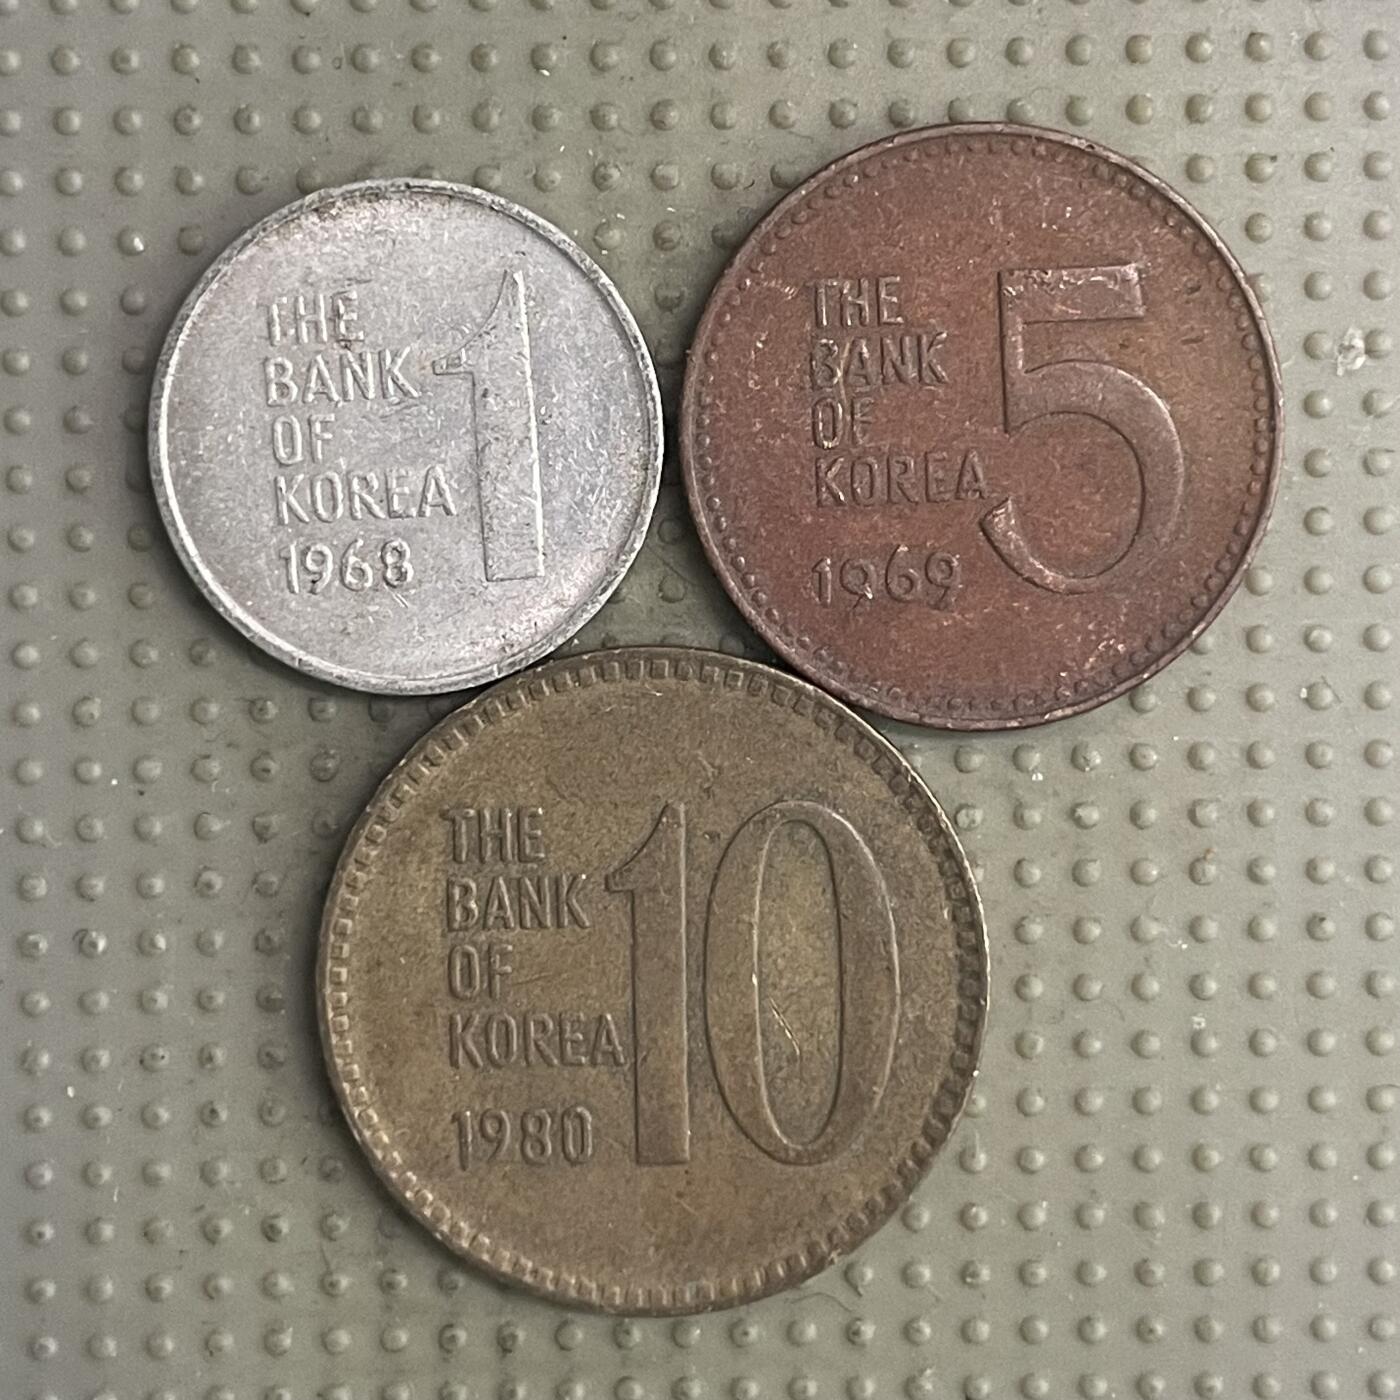 THE
BANK
OF
KOREA
1968
1
THE
BANK
OF
KOREA
1969
5
THE
BANK
OF
KOREA
1980
10